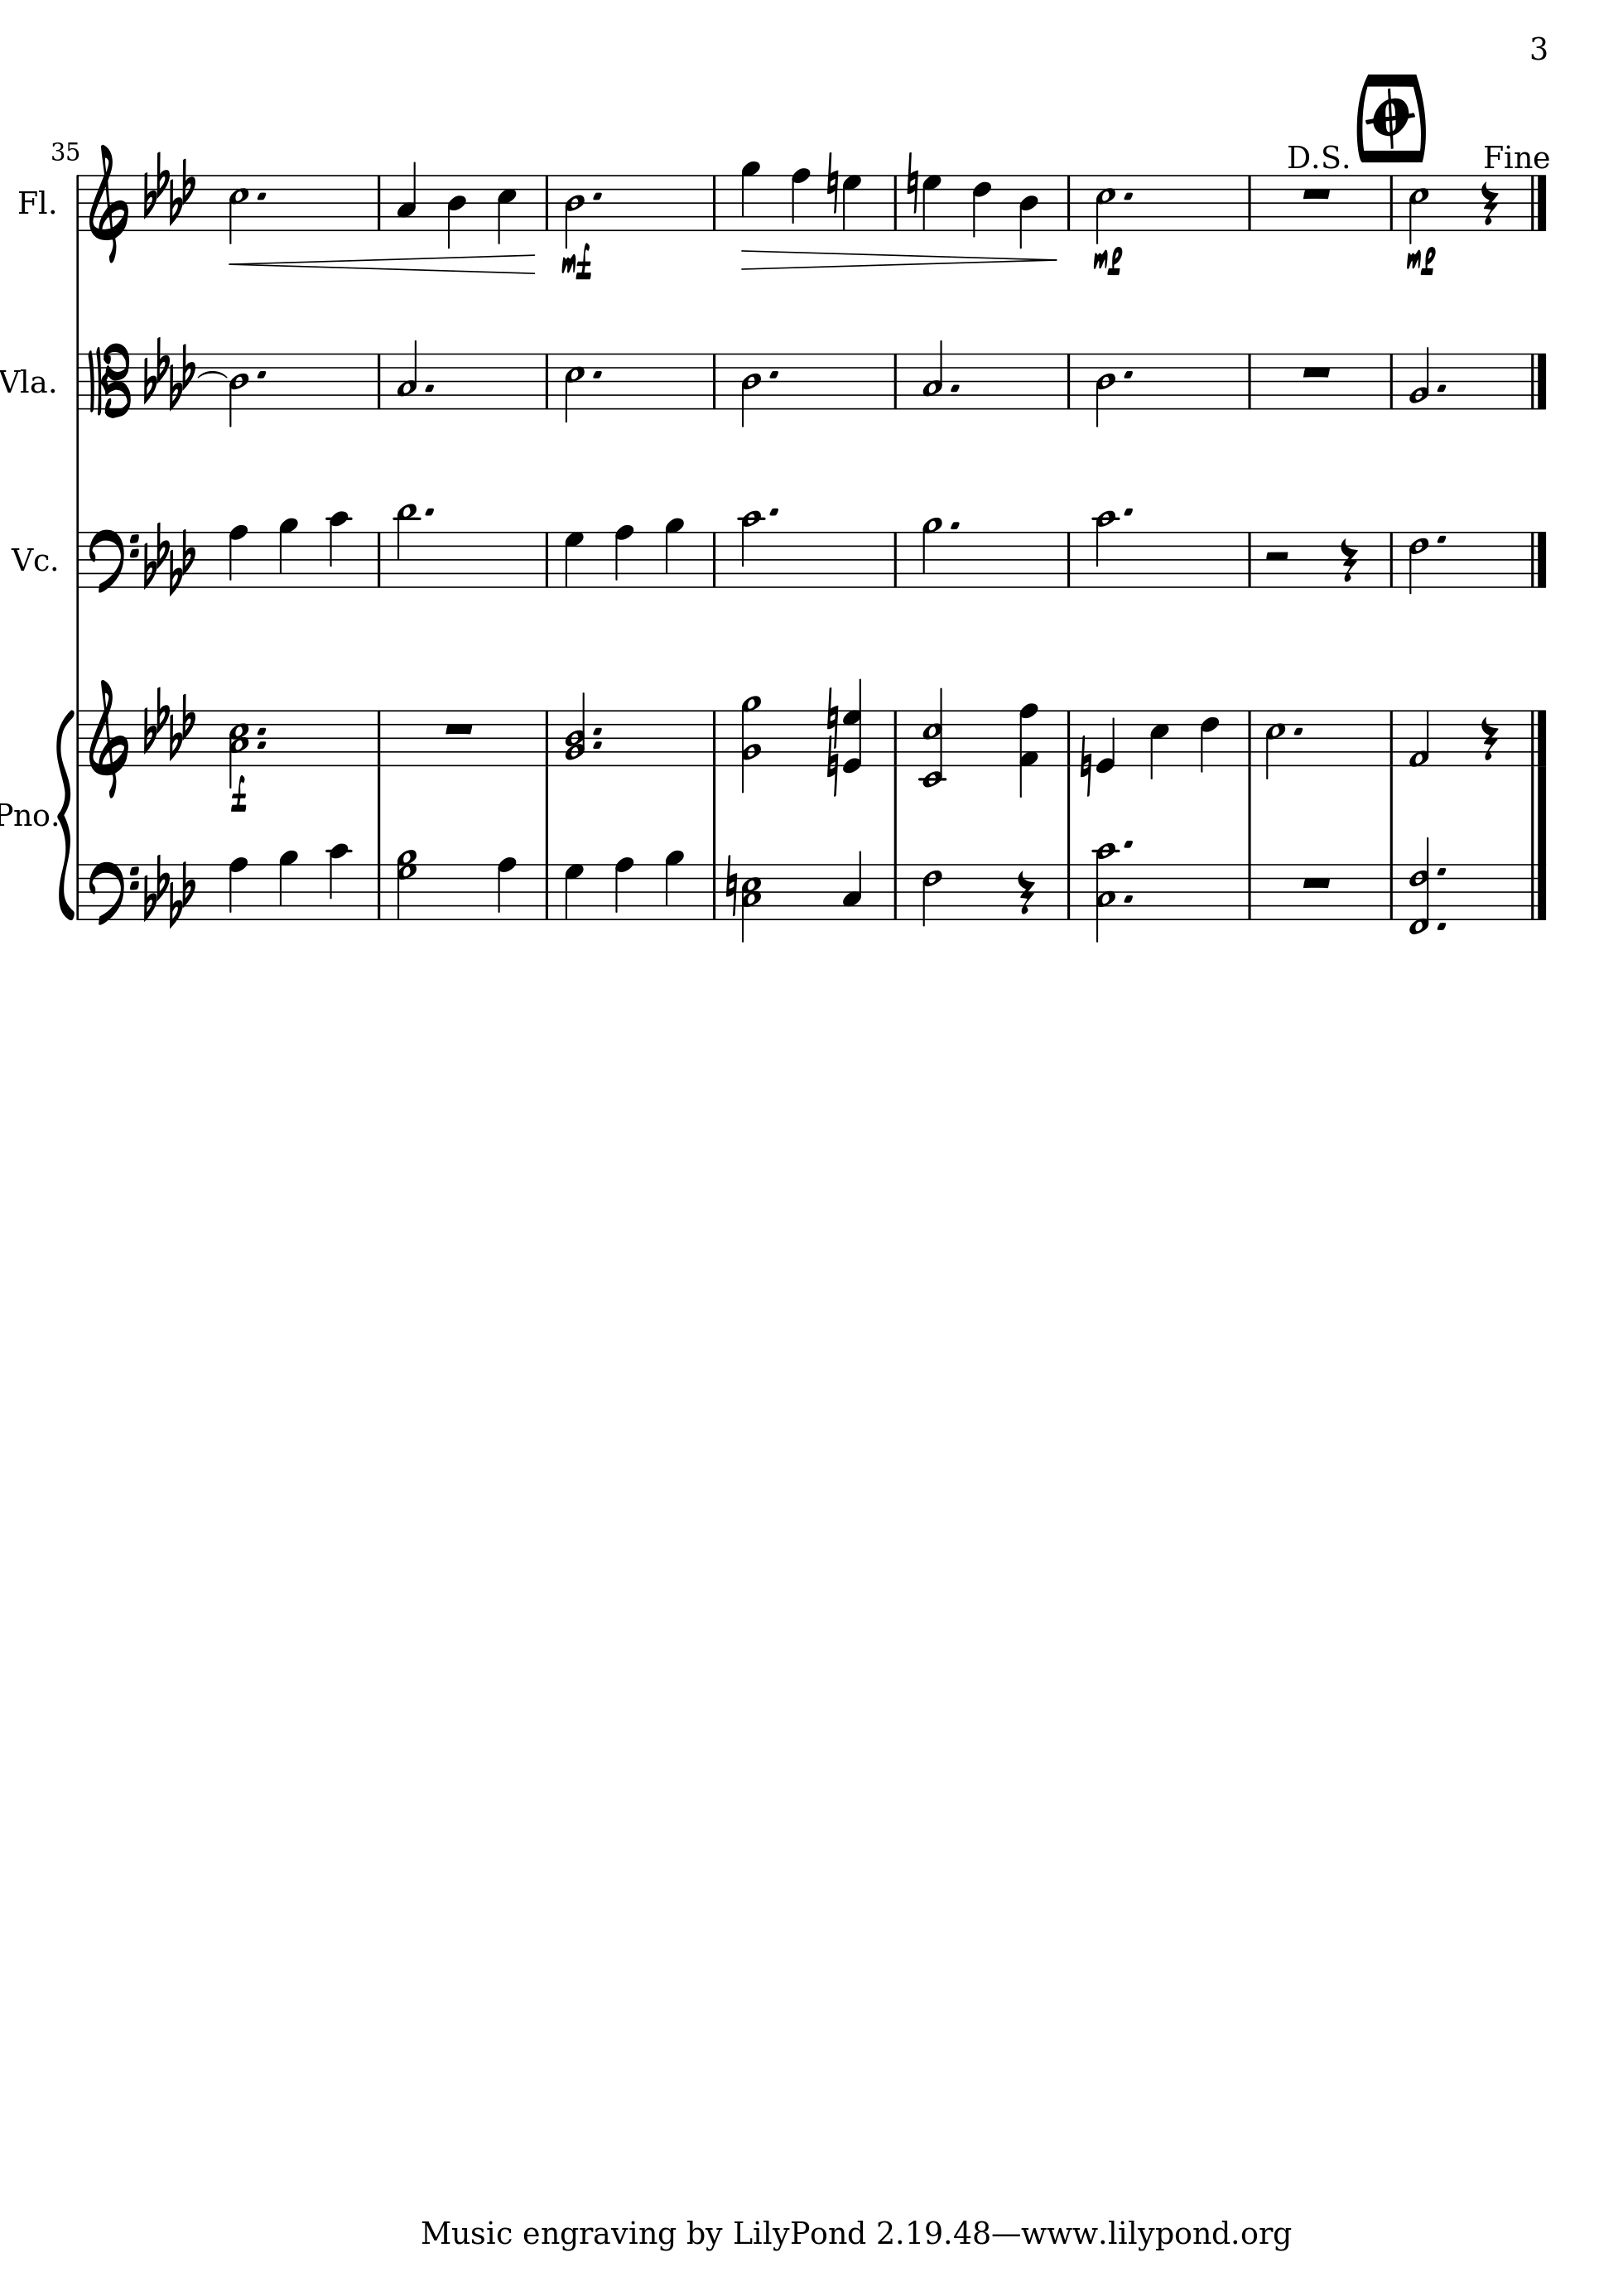 3
D.S.
Fine
35
Fl.
mf
mp
mp
Vla.
Vc.
f
Pno.
Music engraving by LilyPond 2.19.48—www.lilypond.org